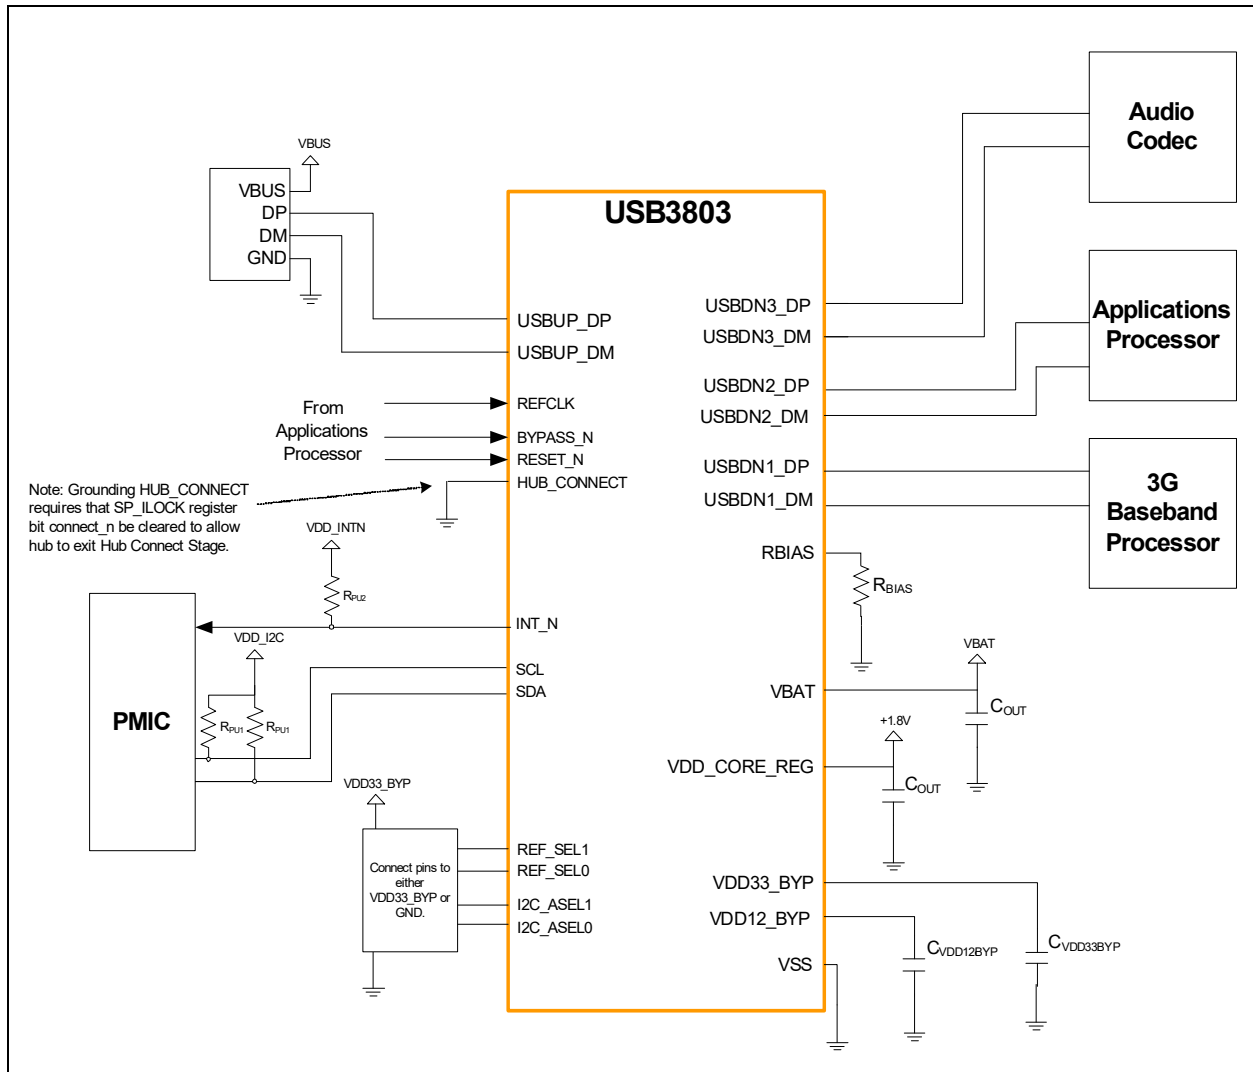 Audio
Codec
VBUS
VBUS
DP
DM
GND
USB3803
Applications
Processor
USBUP_DP
USBUP_DM
USBDN3_DP
USBDN3_DM
USBDN2_DP
USBDN2_DM
From
Applications
Processor
REFCLK
BYPASS_N
RESET_N
HUB_CONNECT
USBDN1_DP
USBDN1_DM
3G
Baseband
Processor
Note: Grounding HUB_CONNECT
requires that SP_ILOCK register
bit connect_n be cleared to allow
hub to exit Hub Connect Stage.
VDD_INTN
RPU2
RBIAS
RBIAS
INT_N
VDD_I2C
SCL
SDA
PMIC
RPU1
RPU1
VBAT
VBAT
COUT
+1.8V
VDD_CORE_REG
COUT
VDD33_BYP
Connect pins to
either
VDD33_BYP or
GND.
REF_SEL1
REF_SEL0
I2C_ASEL1
I2C_ASEL0
VDD33_BYP
VDD12_BYP
CVDD12BYP
CVDD33BYP
VSS